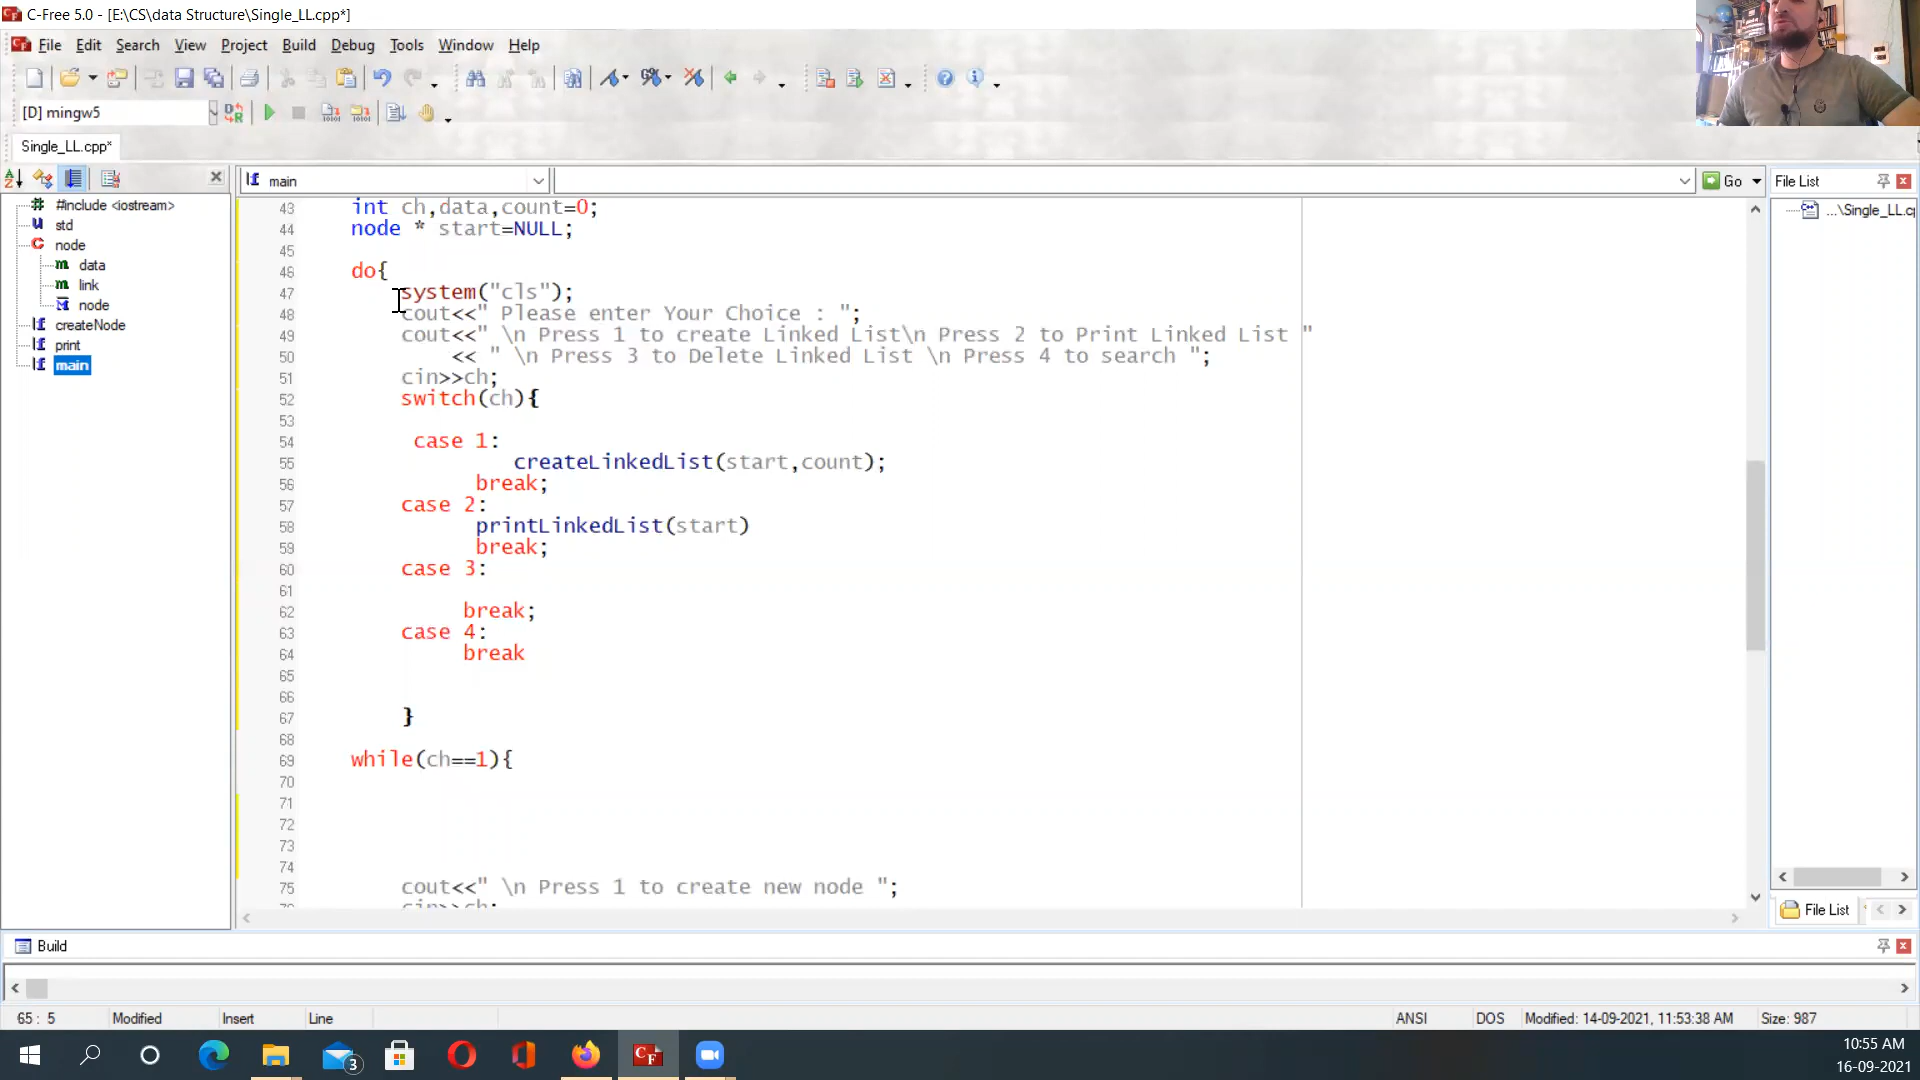 C-Free 5.0 - [E:\CS\data Structure\Single_LL.cpp*]
File Edit Search View Project Build Debug Tools Window Help
[D] mingw5
Single_LL.cpp*
main
Go
File List
#include <iostream>
std
node
data
link
node
createNode
print
main
...\Single_LL.c
43 int ch,data,count=0;
44 node * start=NULL;
45
46 do{
47 system("cls");
48 cout<<" Please enter Your Choice : ";
49 cout<<" \n Press 1 to create Linked List\n Press 2 to Print Linked List "
50 << " \n Press 3 to Delete Linked List \n Press 4 to search ";
51 cin>>ch;
52 switch(ch){
53
54 case 1:
55 createLinkedList(start,count);
56 break;
57 case 2:
58 printLinkedList(start)
59 break;
60 case 3:
61
62 break;
63 case 4:
64 break
65
66
67 }
68
69 while(ch==1){
70
71
72
73
74
75 cout<<" \n Press 1 to create new node ";
cin>>ch;
File List
Build
65 : 5 Modified Insert Line ANSI DOS Modified: 14-09-2021, 11:53:38 AM Size: 987
3
10:55 AM
16-09-2021